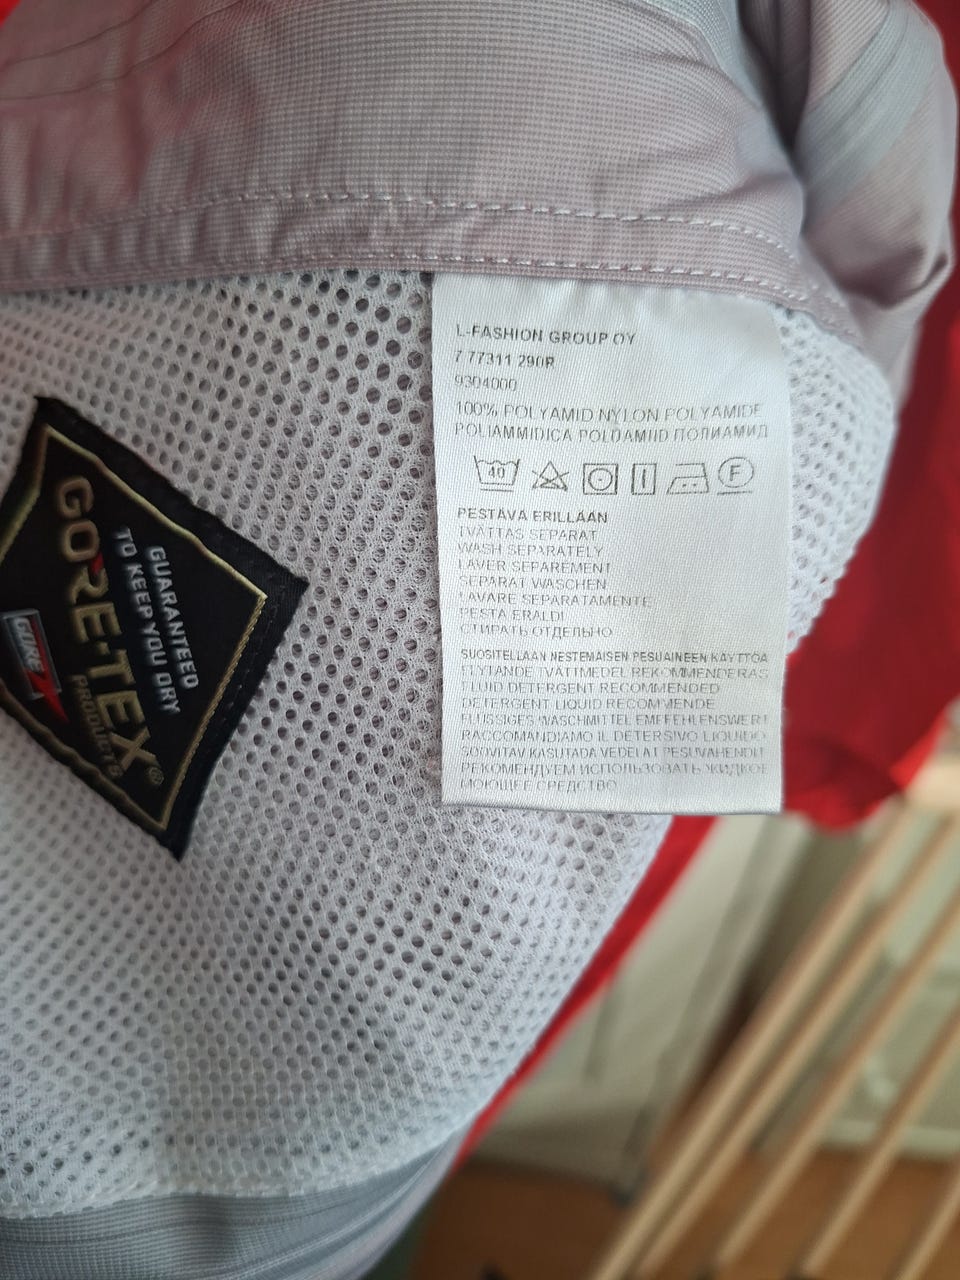 L-FASHION GROUP OY
7 77311 290R
9304000
100% POLYAMID NYLON POLYAMIDE
POLIAMMIDICA POLÜAMIID ПОЛИАМИД
40
F
PESTÄVÄ ERILLÄÄN
TVÄTTAS SEPARAT
WASH SEPARATELY
LAVER SEPAREMENT
SEPARAT WASCHEN
LAVARE SEPARATAMENTE
PESTA ERALDI
СТИРАТЬ ОТДЕЛЬНО
SUOSITELLAAN NESTEMÄISEN PESUAINEEN KÄYTTÖÄ
FLYTANDE TVÄTTMEDEL REKOMMENDERAS
FLUID DETERGENT RECOMMENDED
DETERGENT LIQUID RECOMMENDE
FLÜSSIGES WASCHMITTEL EMPFEHLENSWERT
RACCOMANDIAMO IL DETERSIVO LIQUIDO
SOOVITAV KASUTADA VEDELAT PESUVAHENDIT
РЕКОМЕНДУЕМ ИСПОЛЬЗОВАТЬ ЖИДКОЕ
МОЮЩЕЕ СРЕДСТВО
GUARANTEED
TO KEEP YOU DRY
GORE-TEX®
PRODUCTS
GORE